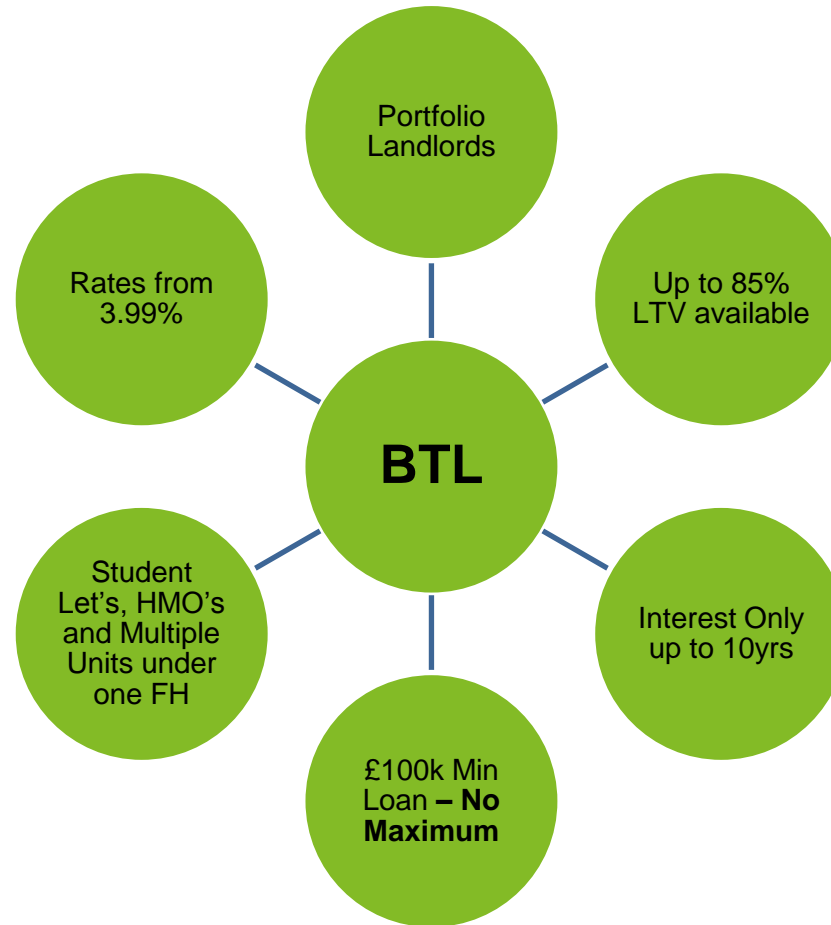 Portfolio
Landlords
Rates from
3.99%
Up to 85%
LTV available
BTL
Student
Let's, HMO's
and Multiple
Units under
one FH
Interest Only
up to 10yrs
£100k Min
Loan – No
Maximum